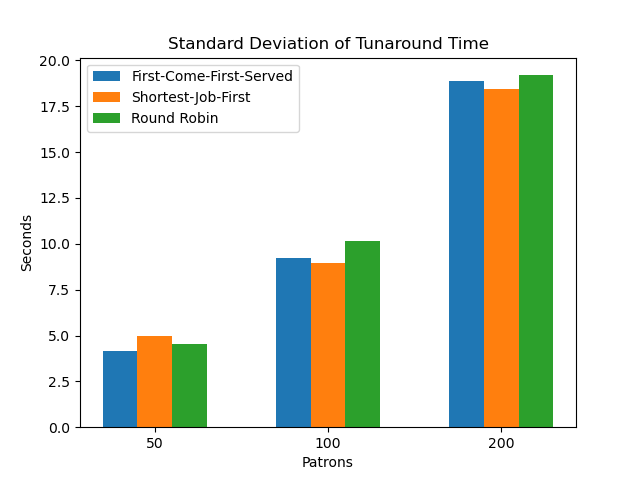 Standard Deviation of Tunaround Time
First-Come-First-Served
Shortest-Job-First
Round Robin
20.0
17.5
15.0
12.5
10.0
7.5
5.0
2.5
0.0
Seconds
50 100 200
Patrons